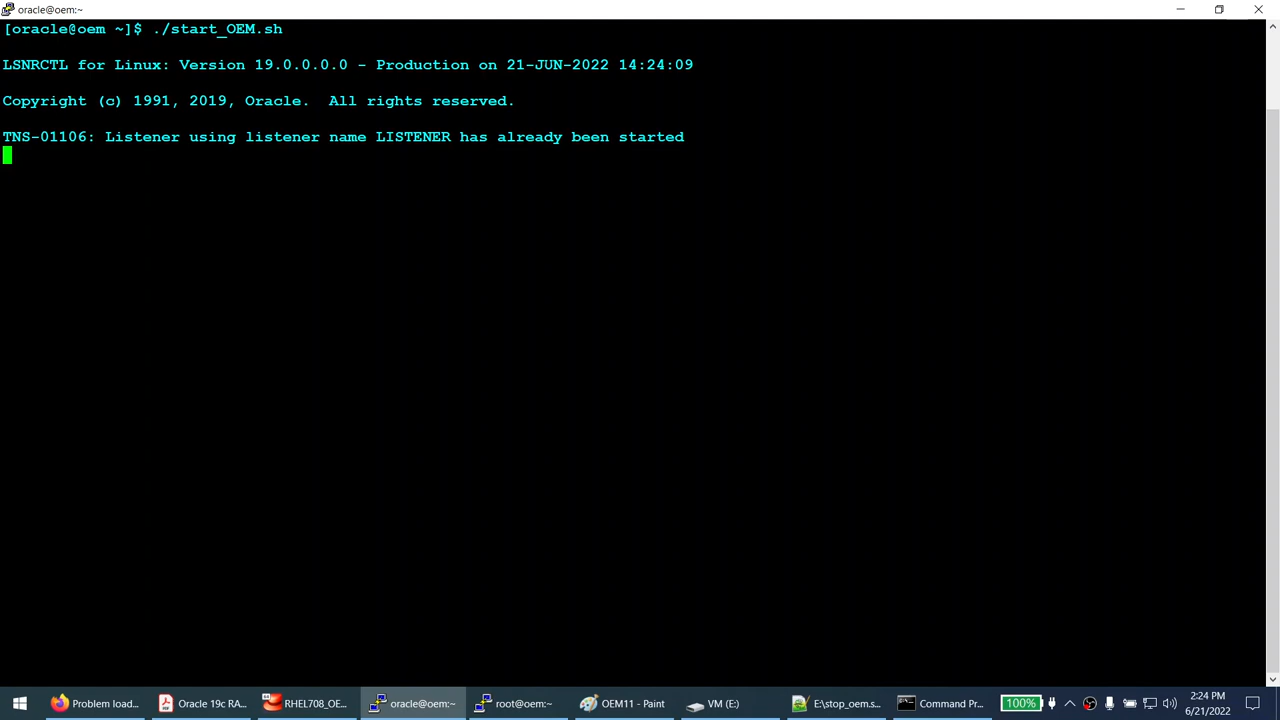 oracle@oem:~
[oracle@oem ~]$ ./start_OEM.sh
LSNRCTL for Linux: Version 19.0.0.0.0 - Production on 21-JUN-2022 14:24:09
Copyright (c) 1991, 2019, Oracle.  All rights reserved.
TNS-01106: Listener using listener name LISTENER has already been started
Problem load... Oracle 19c RA... RHEL708(OE... oracle@oem:~ root@oem:~ OEM11 - Paint VM (E:) E:\stop_oem.s... Command Pr... 100% 2:24 PM
6/21/2022